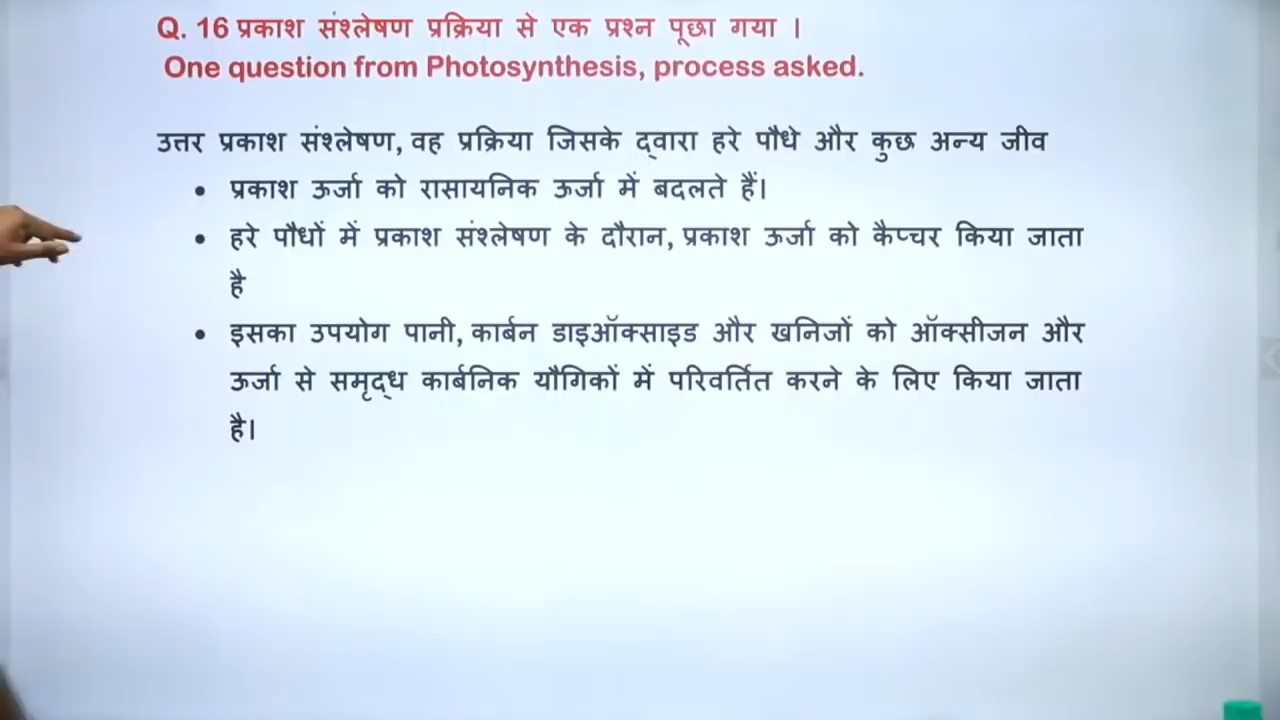 Q. 16 प्रकाश संश्लेषण प्रक्रिया से एक प्रश्न पूछा गया ।
One question from Photosynthesis, process asked.
उत्तर प्रकाश संश्लेषण, वह प्रक्रिया जिसके द्वारा हरे पौधे और कुछ अन्य जीव
• प्रकाश ऊर्जा को रासायनिक ऊर्जा में बदलते हैं।
• हरे पौधों में प्रकाश संश्लेषण के दौरान, प्रकाश ऊर्जा को कैप्चर किया जाता
है
• इसका उपयोग पानी, कार्बन डाइऑक्साइड और खनिजों को ऑक्सीजन और
ऊर्जा से समृद्ध कार्बनिक यौगिकों में परिवर्तित करने के लिए किया जाता
है।